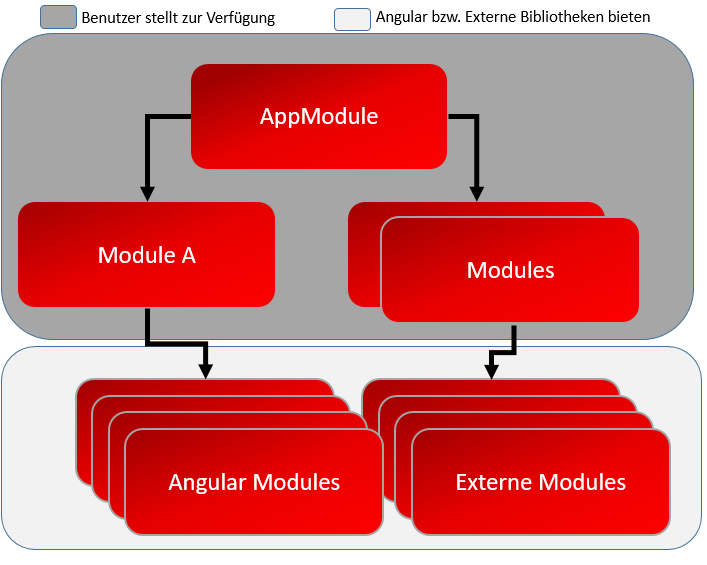 Benutzer stellt zur Verfügung
Angular bzw. Externe Bibliotheken bieten
AppModule
Module A
Modules
Angular Modules
Externe Modules